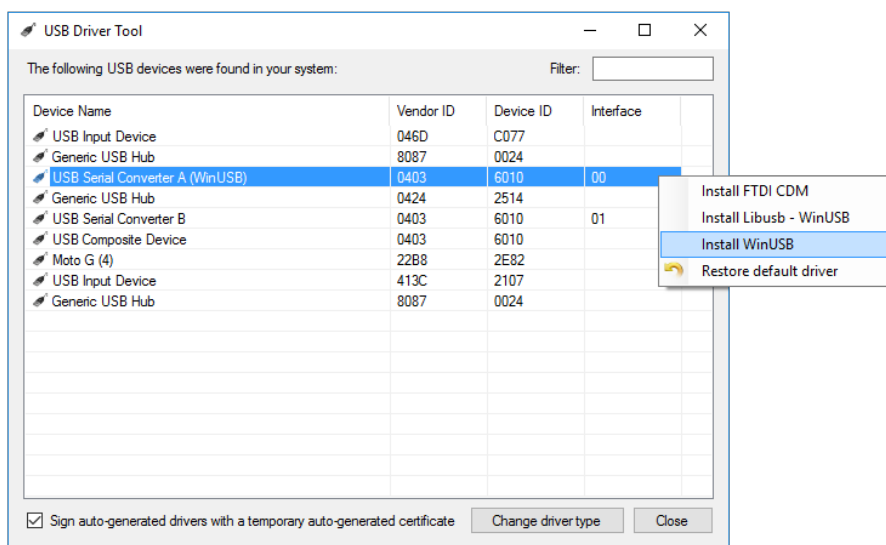 USB Driver Tool
The following USB devices were found in your system: Filter:
Device Name Vendor ID Device ID Interface
USB Input Device 046D C077
Generic USB Hub 8087 0024
USB Serial Converter A (WinUSB) 0403 6010 00
Generic USB Hub 0424 2514
USB Serial Converter B 0403 6010 01
USB Composite Device 0403 6010
Moto G (4) 22B8 2E82
USB Input Device 413C 2107
Generic USB Hub 8087 0024
Install FTDI CDM
Install Libusb - WinUSB
Install WinUSB
Restore default driver
Sign auto-generated drivers with a temporary auto-generated certificate Change driver type Close